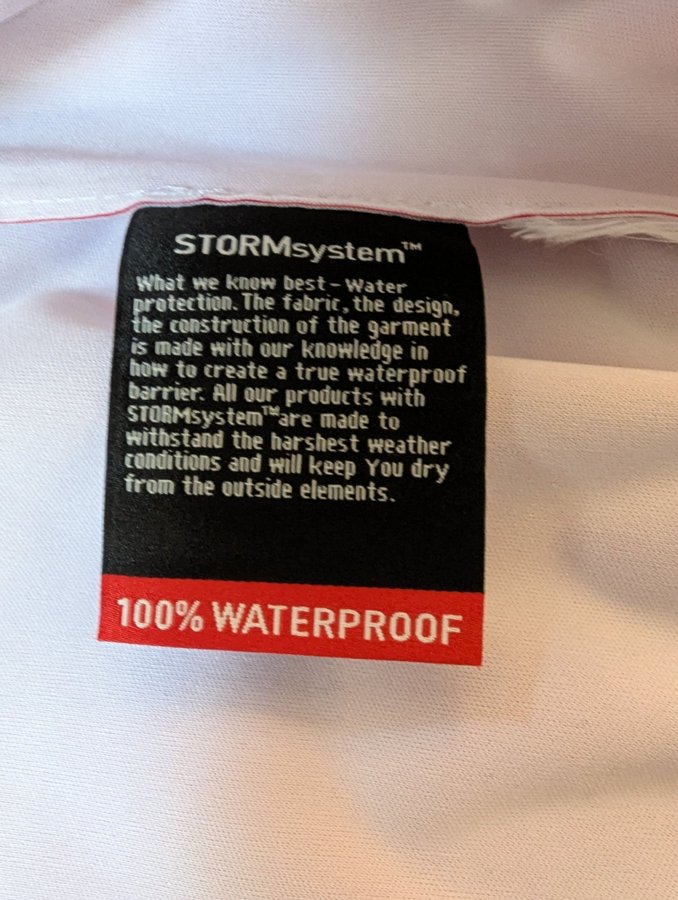 STORMsystem™
What we know best - Water
protection. The fabric, the design,
the construction of the garment
is made with our knowledge in
how to create a true waterproof
barrier. All our products with
STORMsystem™are made to
withstand the harshest weather
conditions and will keep You dry
from the outside elements.
100% WATERPROOF